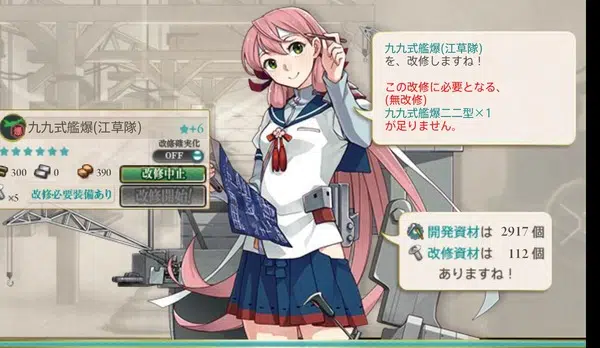 九九式艦爆(江草隊)
を、改修しますね！
この改修に必要となる、
(無改修)
九九式艦爆二二型×1
が足りません。
爆
九九式艦爆(江草隊)
★+6
改修確実化
OFF
300
0
390
改修中止
×5
改修必要装備あり
改修開始!
開発資材は 2917 個
改修資材は 112 個
ありますね！